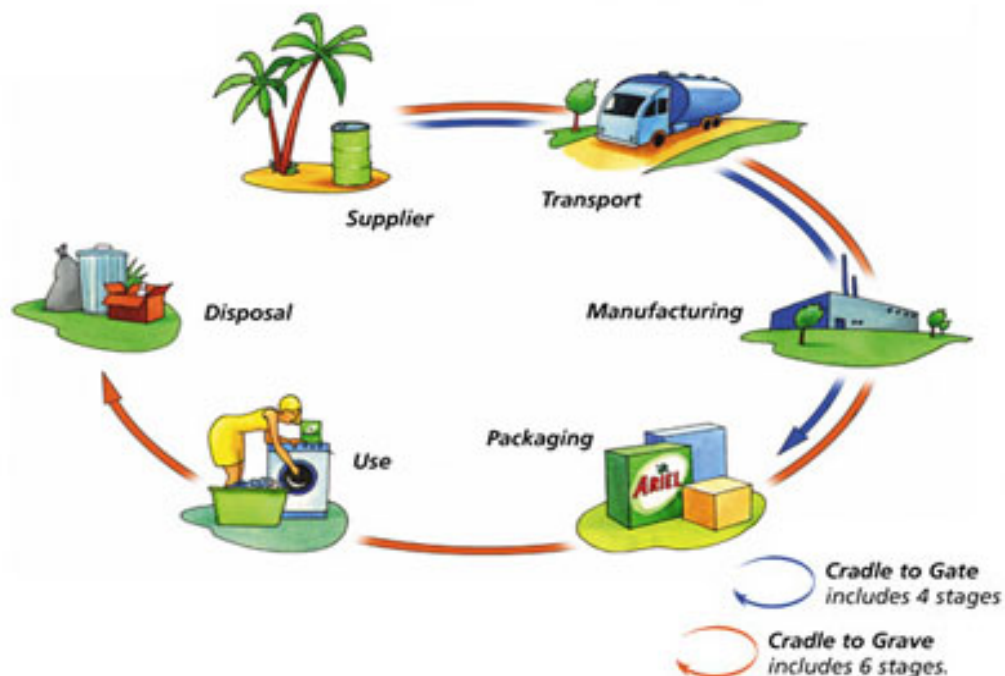 Supplier
Transport
Disposal
Manufacturing
Packaging
Use
ARIEL
Cradle to Gate
includes 4 stages
Cradle to Grave
includes 6 stages.